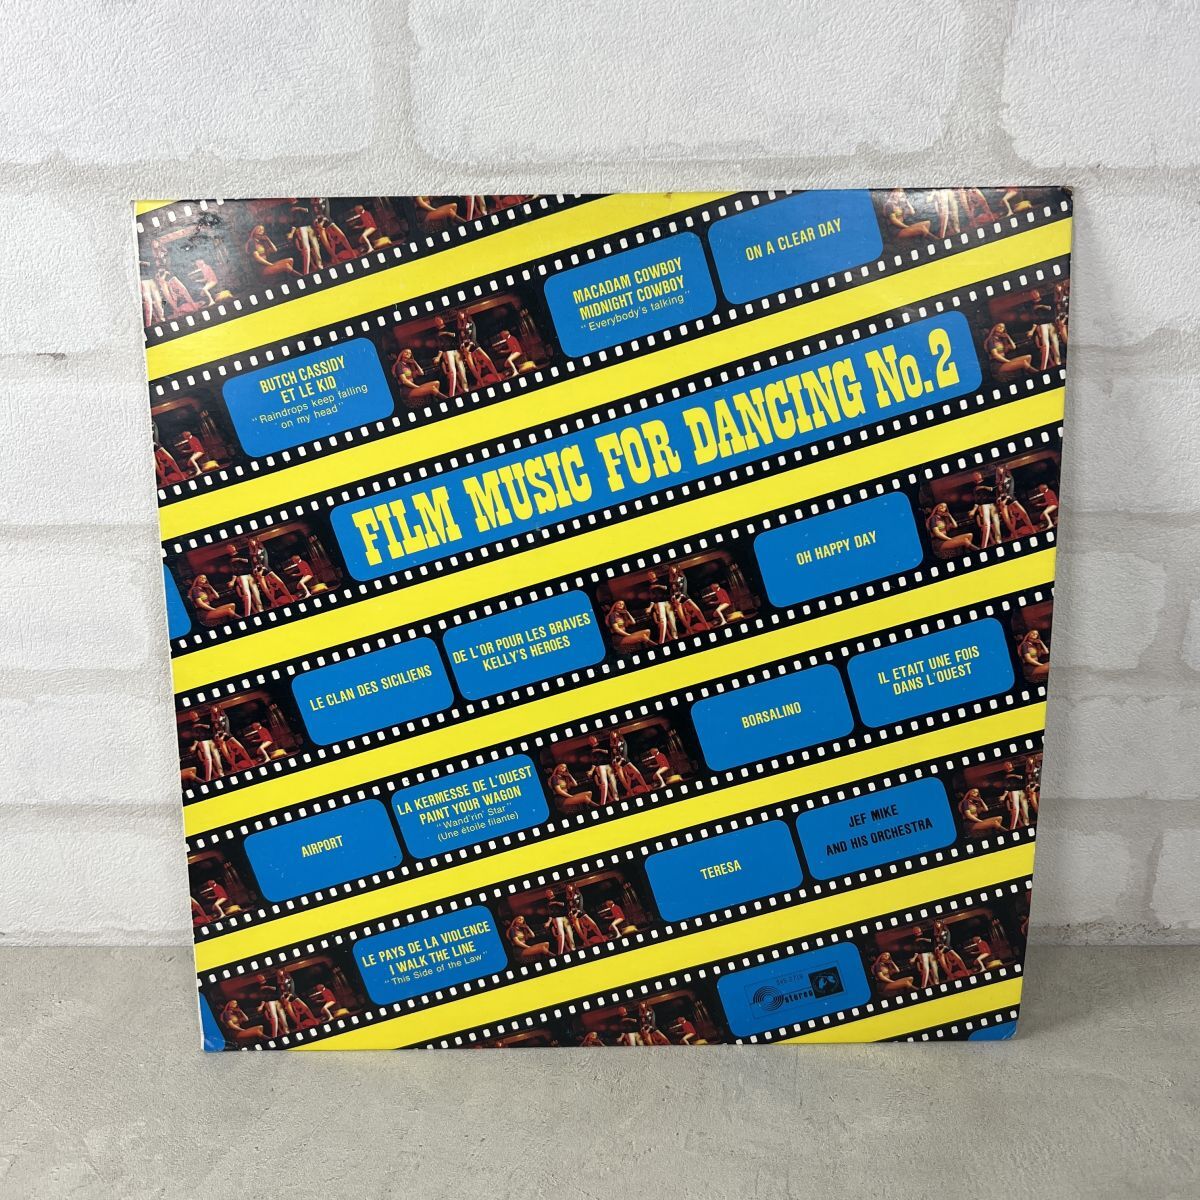 ON A CLEAR DAY
MACADAM COWBOY
MIDNIGHT COWBOY
"Everybody's talking"
BUTCH CASSIDY
ET LE KID
"Raindrops keep falling
on my head"
FILM MUSIC FOR DANCING No. 2
OH HAPPY DAY
DE L'OR POUR LES BRAVES
KELLY'S HEROES
LE CLAN DES SICILIENS
IL ETAIT UNE FOIS
DANS L'OUEST
BORSALINO
LA KERMESSE DE L'OUEST
PAINT YOUR WAGON
"Wand'rin' Star"
(Une étoile filante)
AIRPORT
JEF MIKE
AND HIS ORCHESTRA
TERESA
LE PAYS DE LA VIOLENCE
I WALK THE LINE
"This Side of the Law"
stereo